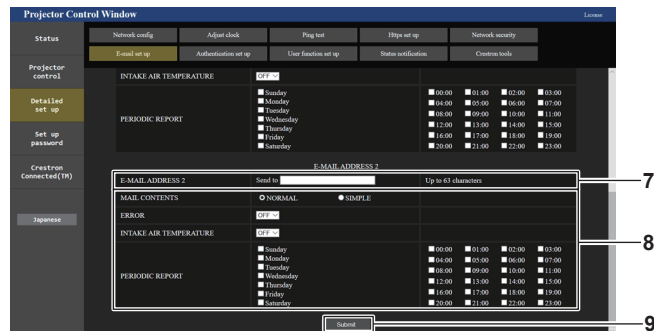 Projector Control Window
License
Status
Network config Adjust clock Ping test Https set up Network security
E-mail set up Authentication set up User function set up Status notification Crestron tools
Projector control
Detailed set up
Set up password
Crestron Connected(TM)
Japanese
INTAKE AIR TEMPERATURE OFF
PERIODIC REPORT
Sunday 00:00 01:00 02:00 03:00
Monday 04:00 05:00 06:00 07:00
Tuesday 08:00 09:00 10:00 11:00
Wednesday 12:00 13:00 14:00 15:00
Thursday 16:00 17:00 18:00 19:00
Friday 20:00 21:00 22:00 23:00
Saturday
E-MAIL ADDRESS 2
E-MAIL ADDRESS 2 Send to Up to 63 characters
7
MAIL CONTENTS NORMAL SIMPLE
ERROR OFF
INTAKE AIR TEMPERATURE OFF
8
PERIODIC REPORT
Sunday 00:00 01:00 02:00 03:00
Monday 04:00 05:00 06:00 07:00
Tuesday 08:00 09:00 10:00 11:00
Wednesday 12:00 13:00 14:00 15:00
Thursday 16:00 17:00 18:00 19:00
Friday 20:00 21:00 22:00 23:00
Saturday
Submit
9